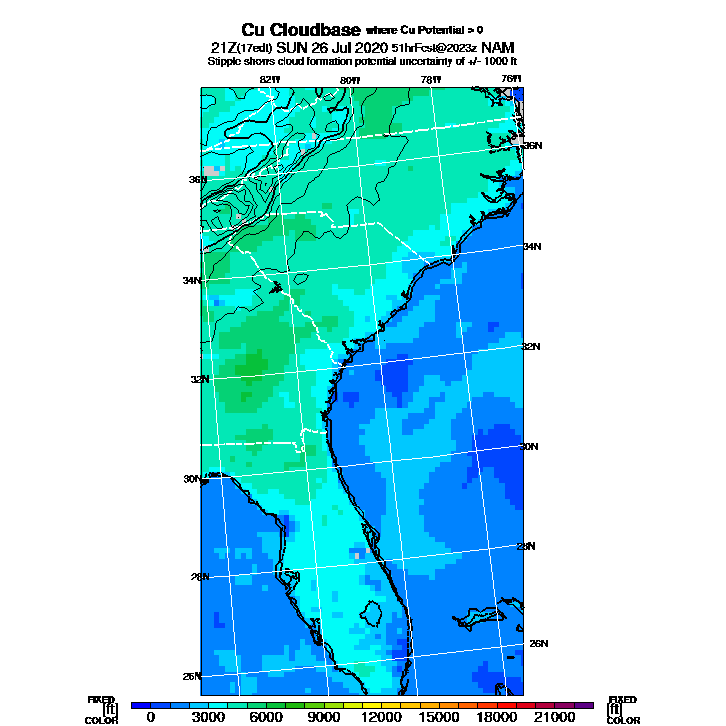 Cu Cloudbase where Cu Potential > 0
21Z(17edt) SUN 26 Jul 2020 51hrFcst@2023z NAM
Stipple shows cloud formation potential uncertainty of +/- 1000 ft
82W 80W 78W 76W
36N
36N
34N
34N
32N
32N
30N
30N
28N
28N
26N
26N
FIXED
[ft]
COLOR
0 3000 6000 9000 12000 15000 18000 21000
FIXED
[ft]
COLOR